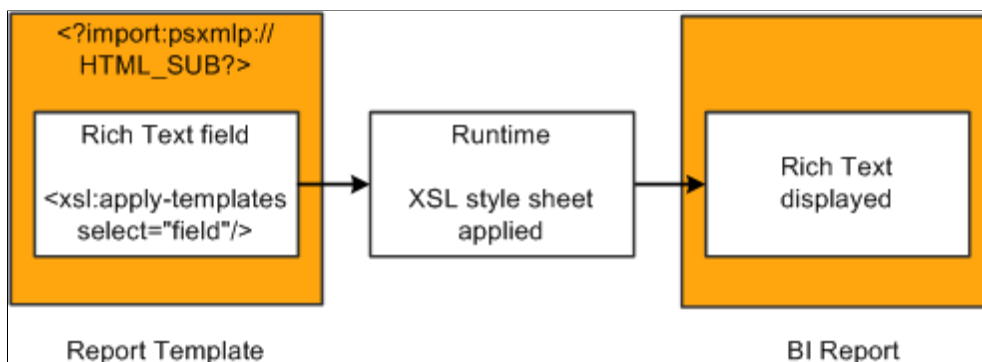 <?import:psxmlp://
HTML_SUB?>
Rich Text field
<xsl:apply-templates
select="field"/>
Runtime
XSL style sheet
applied
Rich Text
displayed
Report Template
BI Report